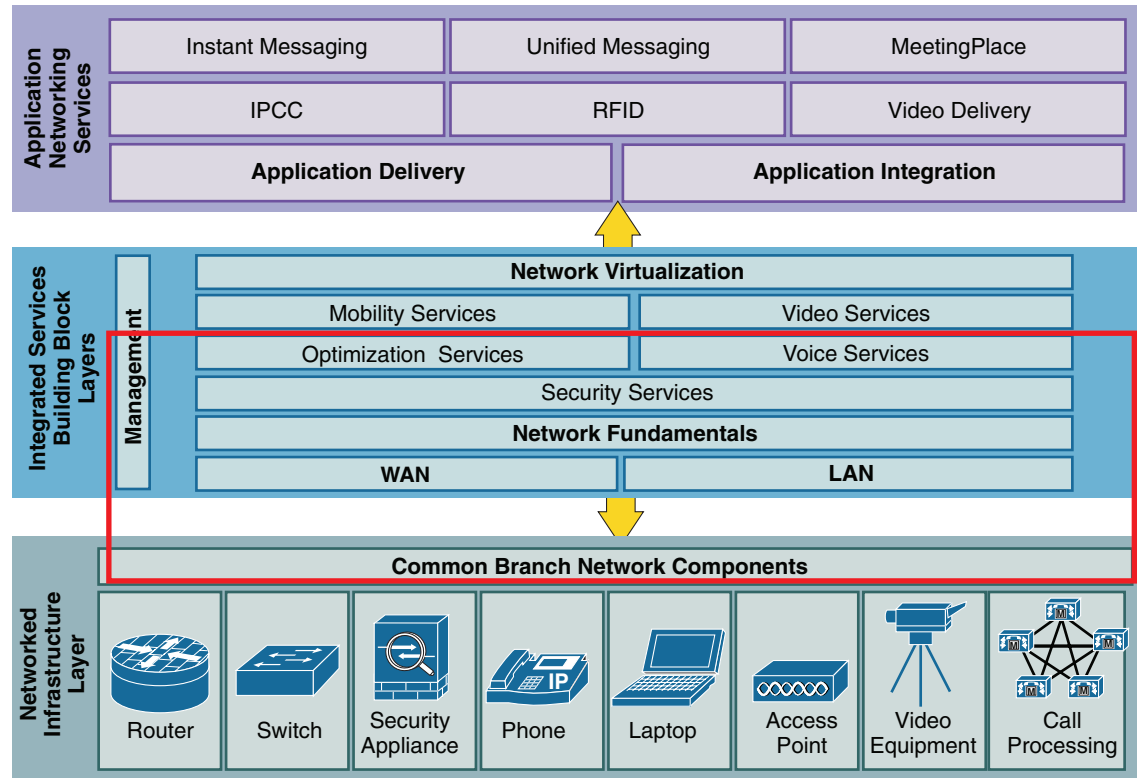 Application
Networking
Services
Instant Messaging
Unified Messaging
MeetingPlace
IPCC
RFID
Video Delivery
Application Delivery
Application Integration
Integrated Services
Building Block
Layers
Management
Network Virtualization
Mobility Services
Video Services
Optimization Services
Voice Services
Security Services
Network Fundamentals
WAN
LAN
Networked
Infrastructure
Layer
Common Branch Network Components
IP
M
M
M
M
M
Router
Switch
Security
Appliance
Phone
Laptop
Access
Point
Video
Equipment
Call
Processing